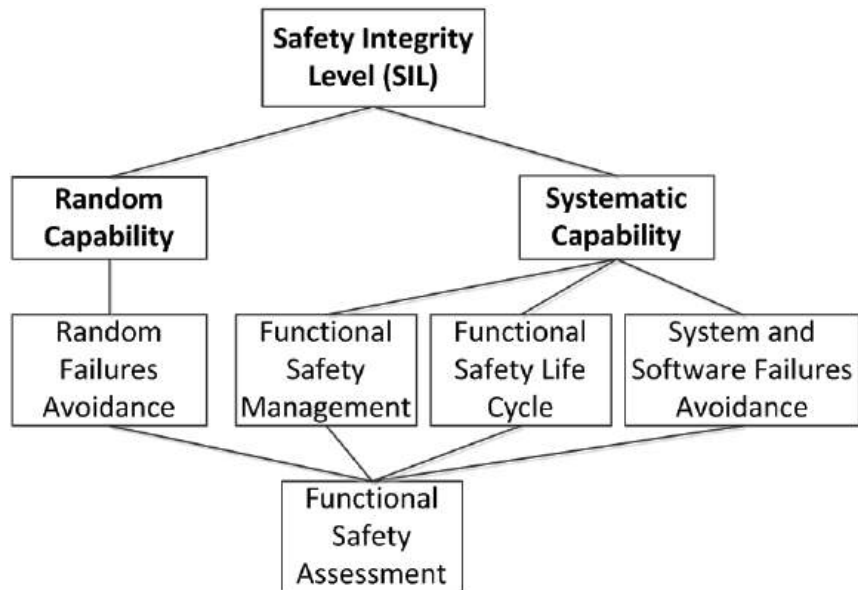 Safety Integrity
Level (SIL)
Random
Capability
Systematic
Capability
Random
Failures
Avoidance
Functional
Safety
Management
Functional
Safety Life
Cycle
System and
Software Failures
Avoidance
Functional
Safety
Assessment